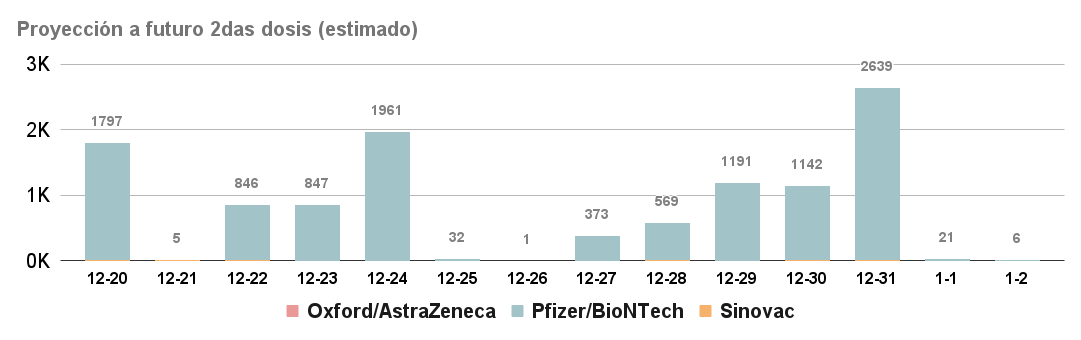 Proyección a futuro 2das dosis (estimado)
3K
2K
1K
0K
1797
5
846
847
1961
32
1
373
569
1191
1142
2639
21
6
12-20 12-21 12-22 12-23 12-24 12-25 12-26 12-27 12-28 12-29 12-30 12-31 1-1 1-2
Oxford/AstraZeneca Pfizer/BioNTech Sinovac